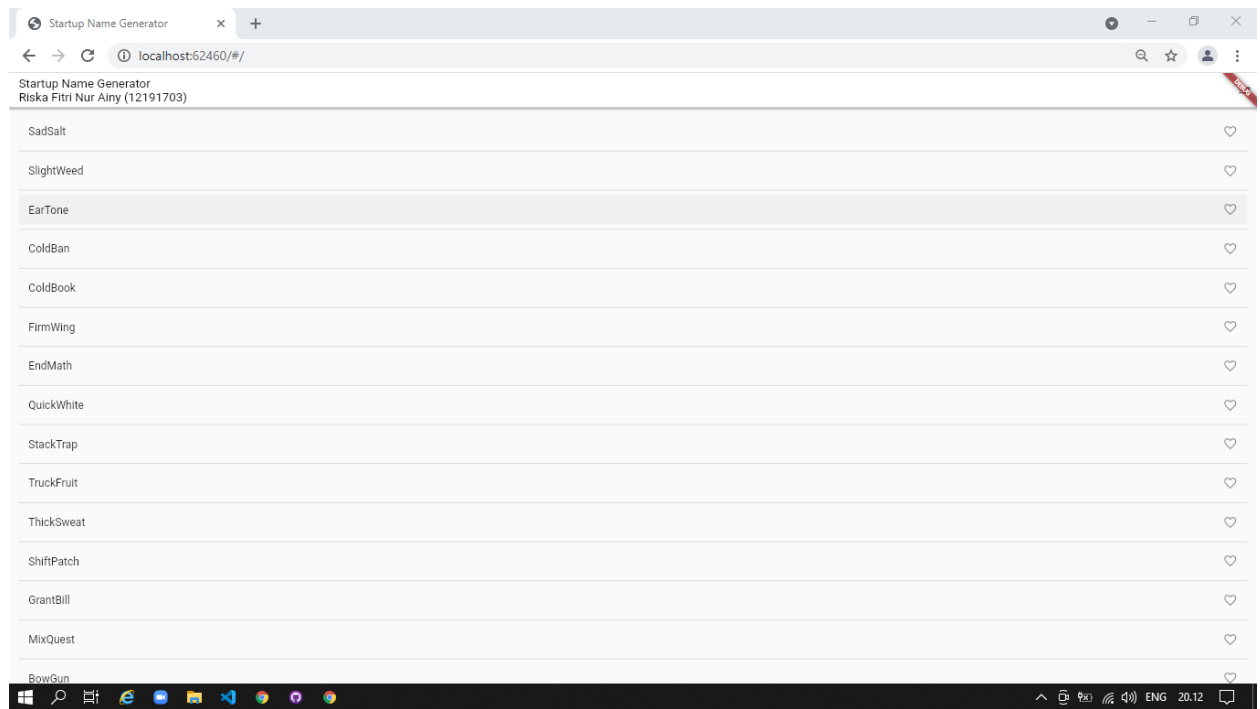 Startup Name Generator
localhost:62460/#/
Startup Name Generator
Riska Fitri Nur Ainy (12191703)
DEBUG
SadSalt
SlightWeed
EarTone
ColdBan
ColdBook
FirmWing
EndMath
QuickWhite
StackTrap
TruckFruit
ThickSweat
ShiftPatch
GrantBill
MixQuest
BowGun
ENG 20.12